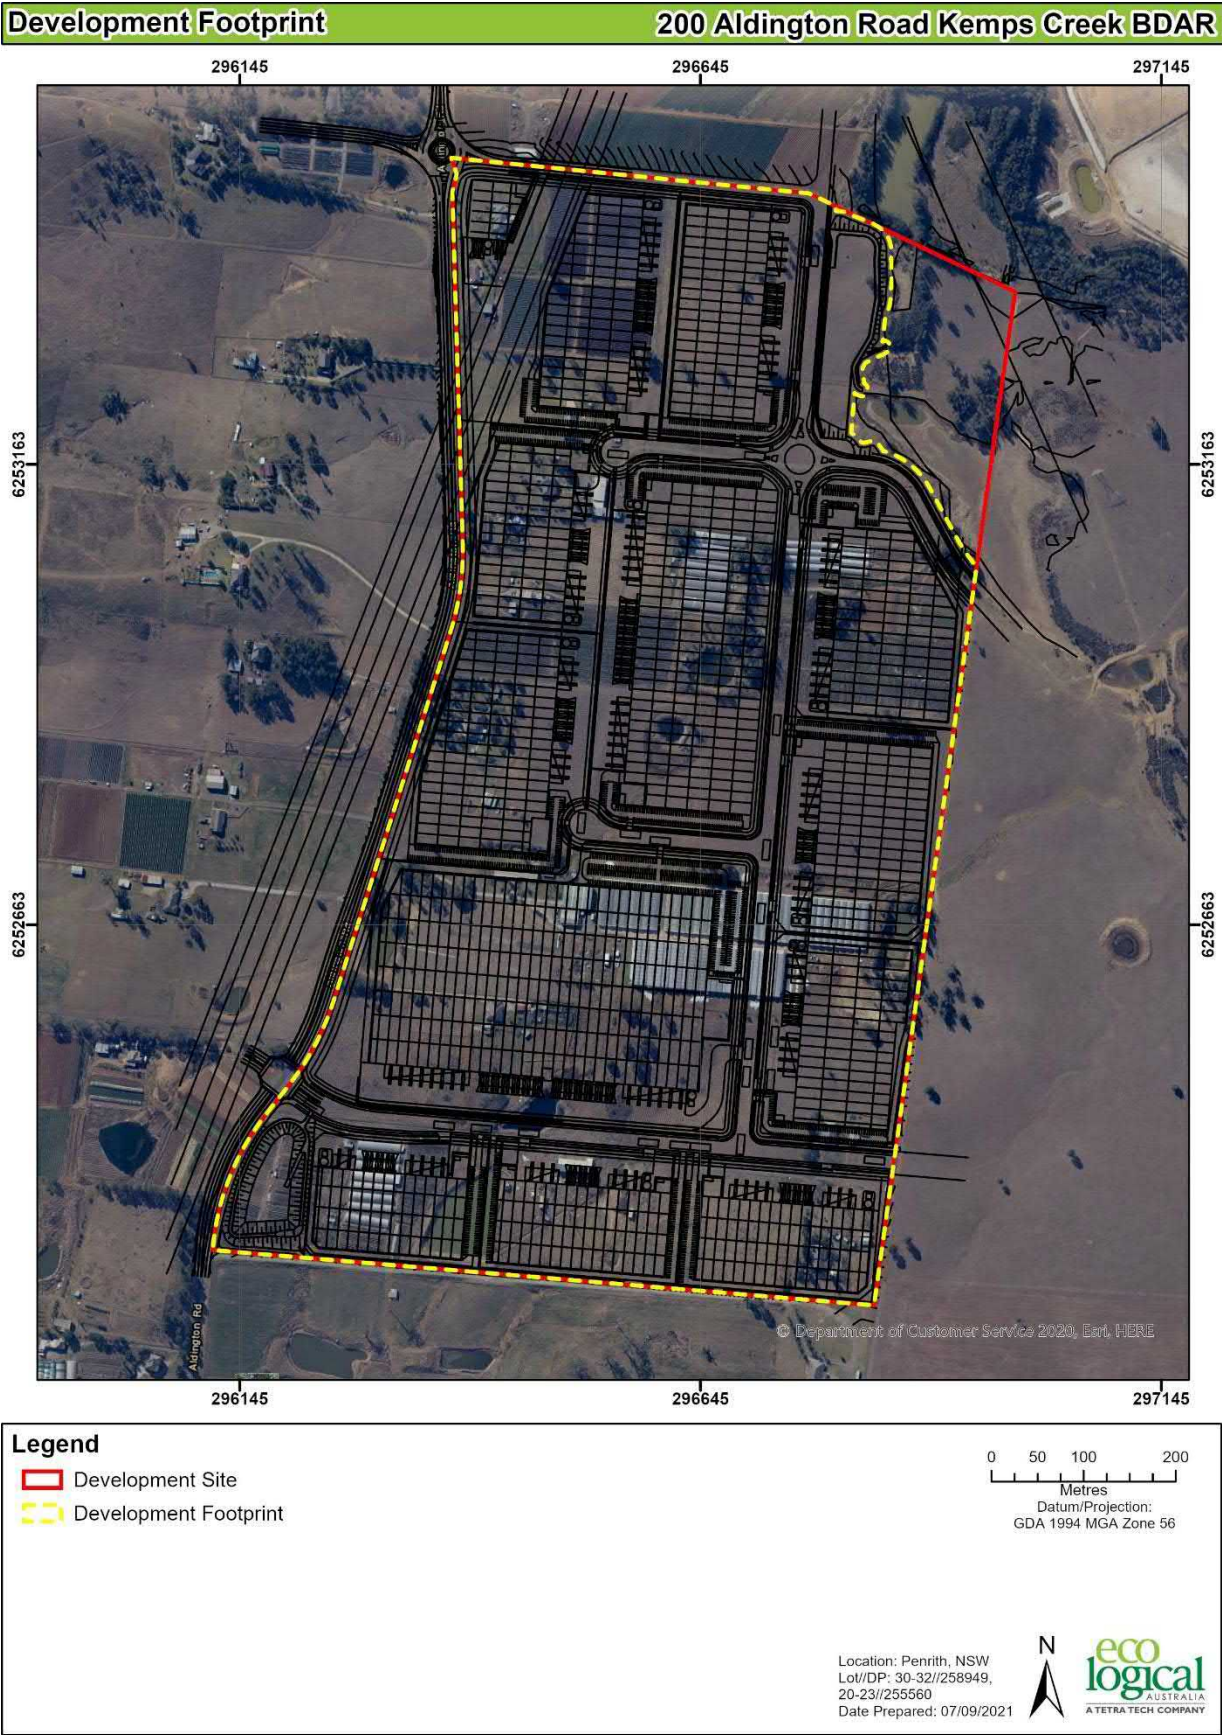 Development Footprint
200 Aldington Road Kemps Creek BDAR
296145
296645
297145
6253163
6253163
6252663
6252663
Aldington Rd
© Department of Customer Service 2020, Esri, HERE
296145
296645
297145
Legend
Development Site
Development Footprint
0 50 100 200
Metres
Datum/Projection:
GDA 1994 MGA Zone 56
Location: Penrith, NSW
Lot//DP: 30-32//258949,
20-23//255560
Date Prepared: 07/09/2021
N
eco
logical
AUSTRALIA
A TETRA TECH COMPANY